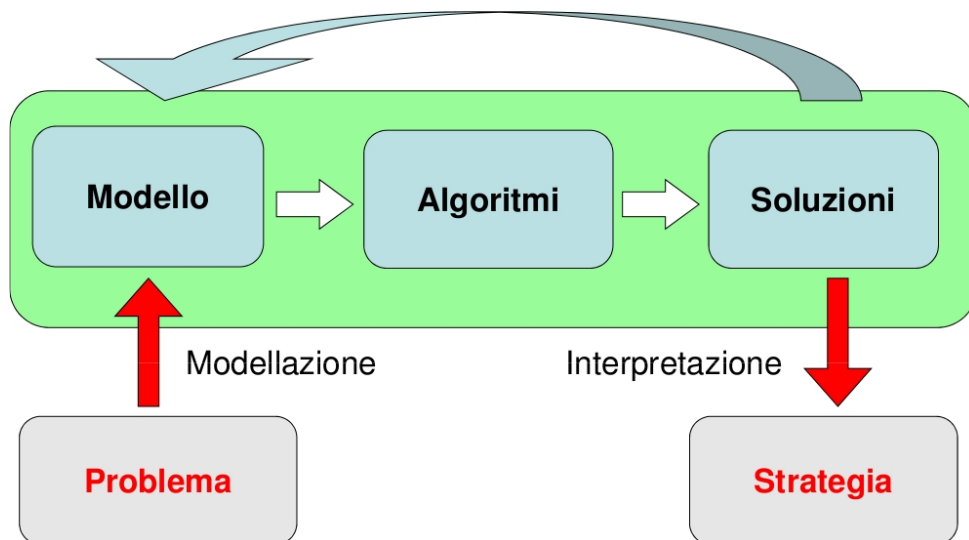 Modello
Algoritmi
Soluzioni
Modellazione
Interpretazione
Problema
Strategia